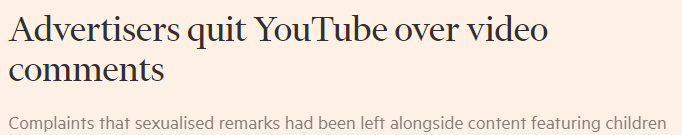 Advertisers quit YouTube over video
comments
Complaints that sexualised remarks had been left alongside content featuring children